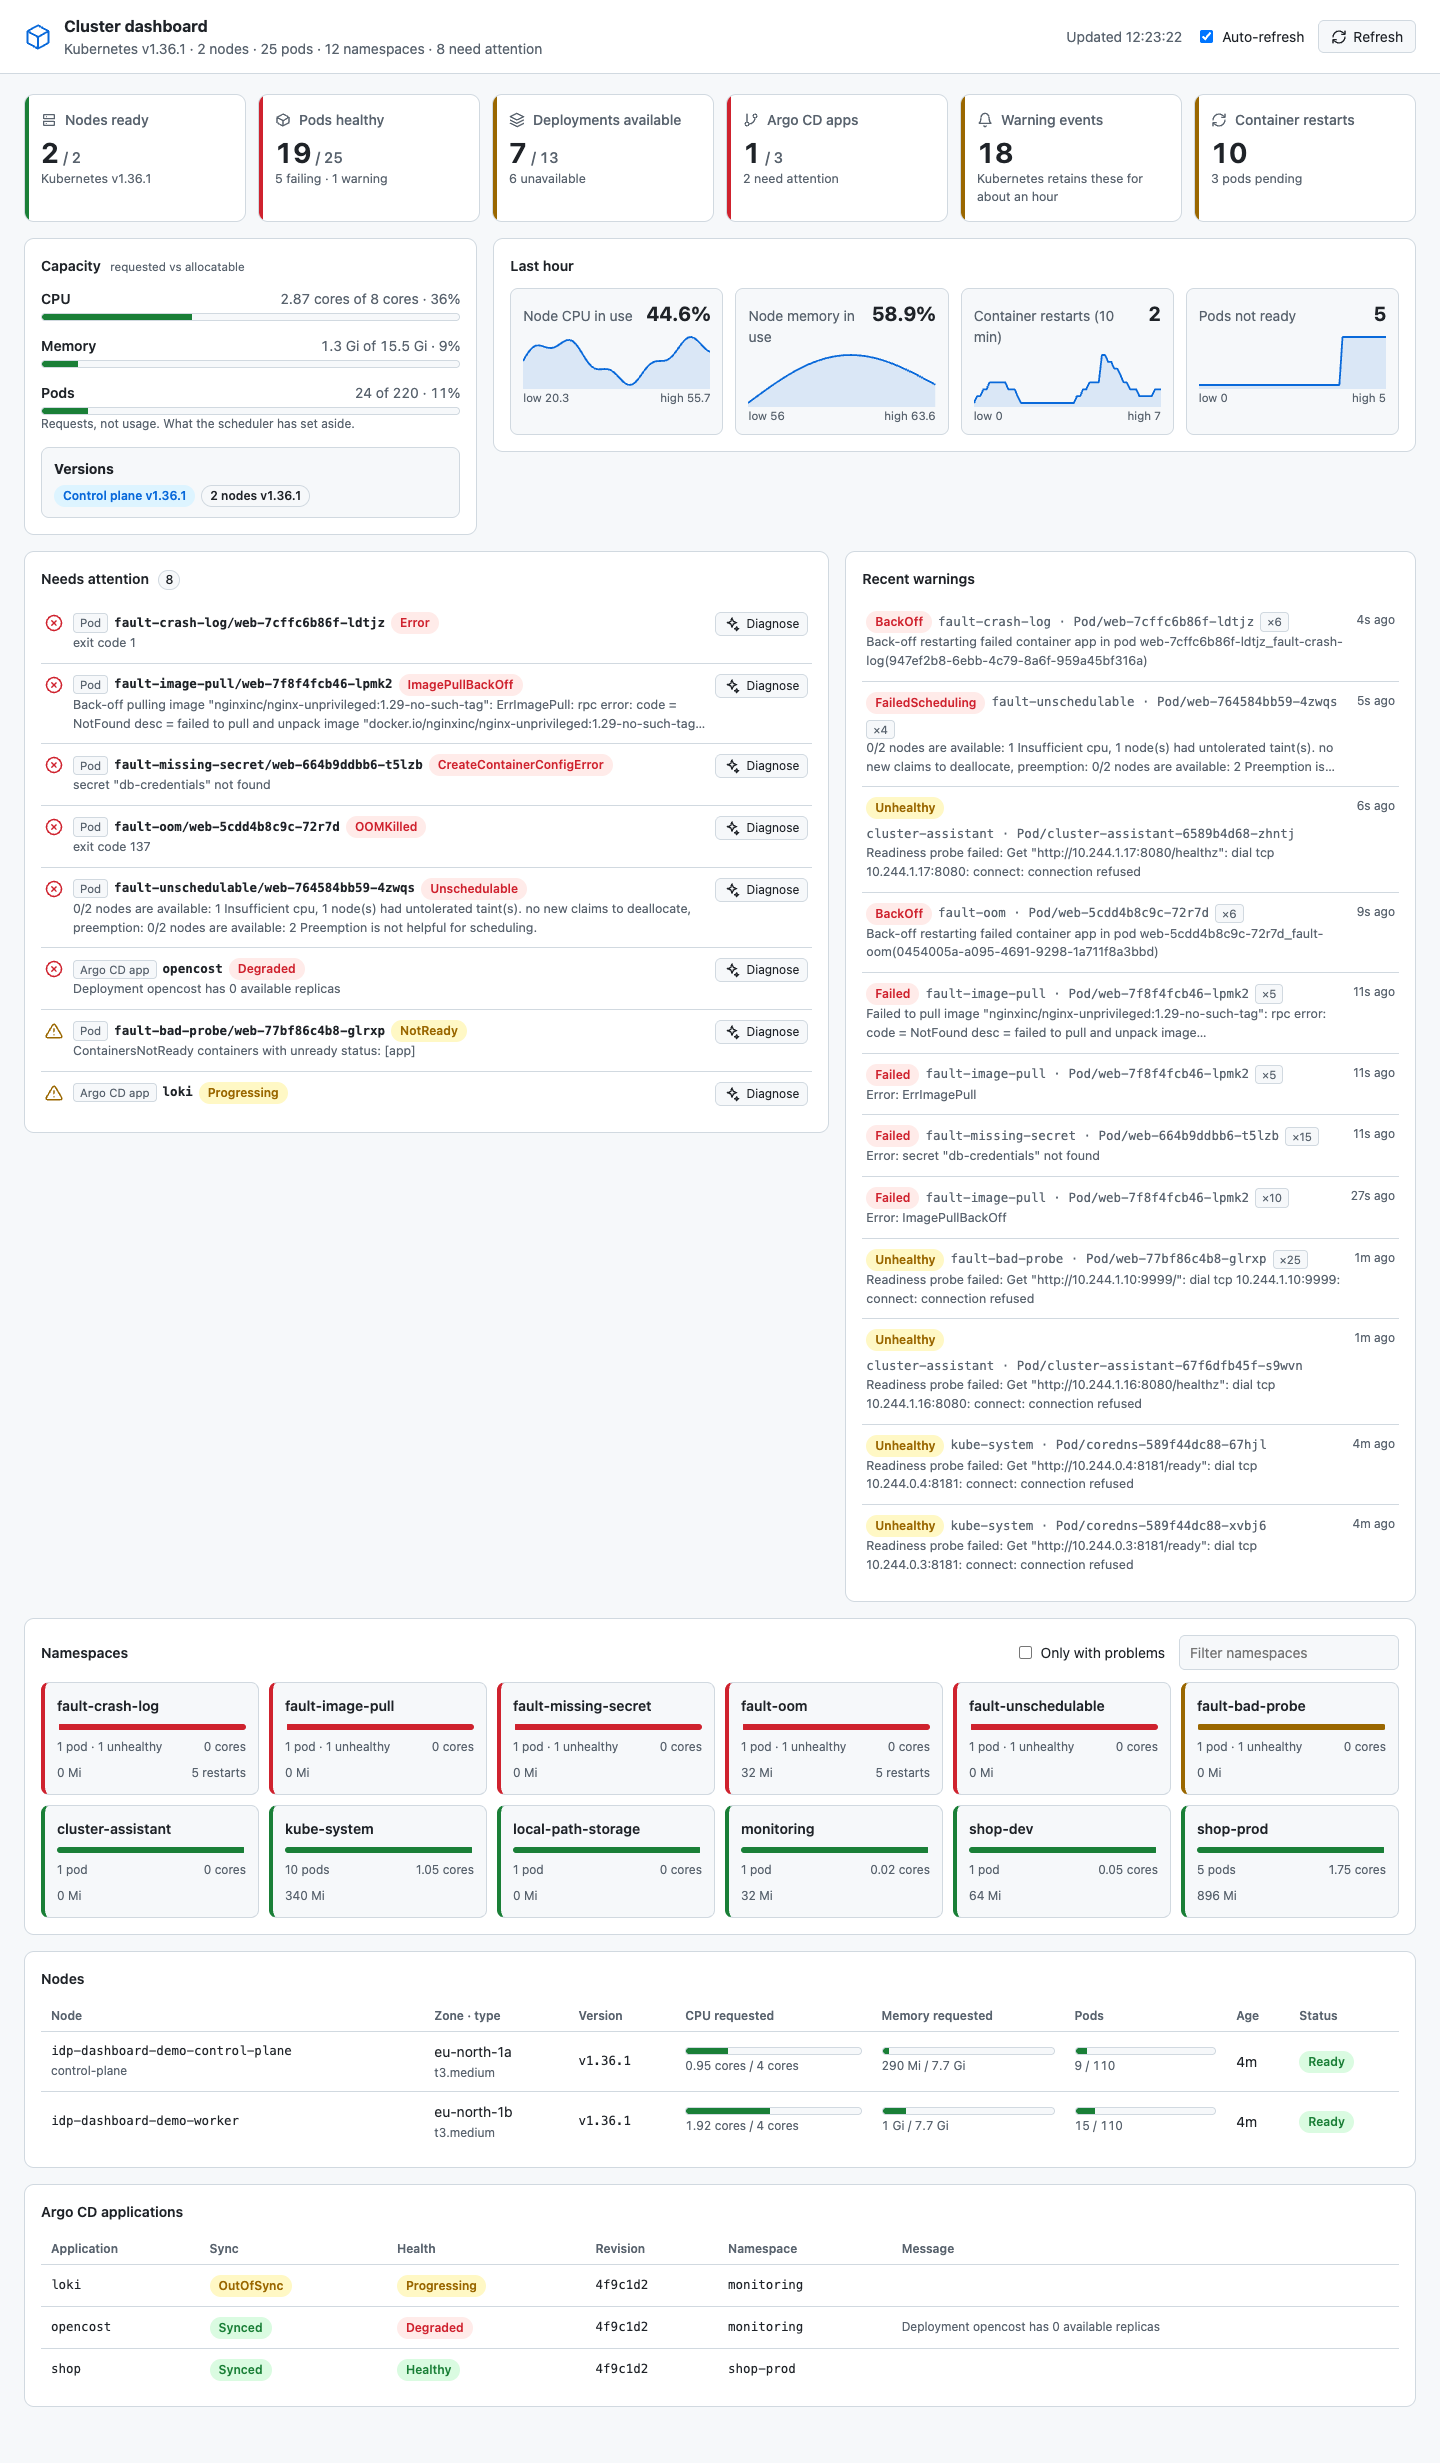 Cluster dashboard
Kubernetes v1.36.1 · 2 nodes · 25 pods · 12 namespaces · 8 need attention
Updated 12:23:22
Auto-refresh
Refresh
Nodes ready
2 / 2
Kubernetes v1.36.1
Pods healthy
19 / 25
5 failing · 1 warning
Deployments available
7 / 13
6 unavailable
Argo CD apps
1 / 3
2 need attention
Warning events
18
Kubernetes retains these for
about an hour
Container restarts
10
3 pods pending
Capacity requested vs allocatable
CPU 2.87 cores of 8 cores · 36%
Memory 1.3 Gi of 15.5 Gi · 9%
Pods 24 of 220 · 11%
Requests, not usage. What the scheduler has set aside.
Versions
Control plane v1.36.1 2 nodes v1.36.1
Last hour
Node CPU in use 44.6%
low 20.3 high 55.7
Node memory in 58.9%
use
low 56 high 63.6
Container restarts (10 2
min)
low 0 high 7
Pods not ready 5
low 0 high 5
Needs attention 8
Pod fault-crash-log/web-7cffc6b86f-ldtjz Error Diagnose
exit code 1
Pod fault-image-pull/web-7f8f4fcb46-lpmk2 ImagePullBackOff Diagnose
Back-off pulling image "nginxinc/nginx-unprivileged:1.29-no-such-tag": ErrImagePull: rpc error: code =
NotFound desc = failed to pull and unpack image "docker.io/nginxinc/nginx-unprivileged:1.29-no-such-tag...
Pod fault-missing-secret/web-664b9ddbb6-t5lzb CreateContainerConfigError Diagnose
secret "db-credentials" not found
Pod fault-oom/web-5cdd4b8c9c-72r7d OOMKilled Diagnose
exit code 137
Pod fault-unschedulable/web-764584bb59-4zwqs Unschedulable Diagnose
0/2 nodes are available: 1 Insufficient cpu, 1 node(s) had untolerated taint(s). no new claims to deallocate,
preemption: 0/2 nodes are available: 2 Preemption is not helpful for scheduling.
Argo CD app opencost Degraded Diagnose
Deployment opencost has 0 available replicas
Pod fault-bad-probe/web-77bf86c4b8-glrxp NotReady Diagnose
ContainersNotReady containers with unready status: [app]
Argo CD app loki Progressing Diagnose
Recent warnings
BackOff fault-crash-log · Pod/web-7cffc6b86f-ldtjz ×6 4s ago
Back-off restarting failed container app in pod web-7cffc6b86f-ldtjz_fault-crash-
log(947ef2b8-6ebb-4c79-8a6f-959a45bf316a)
FailedScheduling fault-unschedulable · Pod/web-764584bb59-4zwqs 5s ago
×4
0/2 nodes are available: 1 Insufficient cpu, 1 node(s) had untolerated taint(s). no
new claims to deallocate, preemption: 0/2 nodes are available: 2 Preemption is...
Unhealthy 6s ago
cluster-assistant · Pod/cluster-assistant-6589b4d68-zhntj
Readiness probe failed: Get "http://10.244.1.17:8080/healthz": dial tcp
10.244.1.17:8080: connect: connection refused
BackOff fault-oom · Pod/web-5cdd4b8c9c-72r7d ×6 9s ago
Back-off restarting failed container app in pod web-5cdd4b8c9c-72r7d_fault-
oom(0454005a-a095-4691-9298-1a711f8a3bbd)
Failed fault-image-pull · Pod/web-7f8f4fcb46-lpmk2 ×5 11s ago
Failed to pull image "nginxinc/nginx-unprivileged:1.29-no-such-tag": rpc error:
code = NotFound desc = failed to pull and unpack image...
Failed fault-image-pull · Pod/web-7f8f4fcb46-lpmk2 ×5 11s ago
Error: ErrImagePull
Failed fault-missing-secret · Pod/web-664b9ddbb6-t5lzb ×15 11s ago
Error: secret "db-credentials" not found
Failed fault-image-pull · Pod/web-7f8f4fcb46-lpmk2 ×10 27s ago
Error: ImagePullBackOff
Unhealthy fault-bad-probe · Pod/web-77bf86c4b8-glrxp ×25 1m ago
Readiness probe failed: Get "http://10.244.1.10:9999/": dial tcp 10.244.1.10:9999:
connect: connection refused
Unhealthy 1m ago
cluster-assistant · Pod/cluster-assistant-67f6dfb45f-s9wvn
Readiness probe failed: Get "http://10.244.1.16:8080/healthz": dial tcp
10.244.1.16:8080: connect: connection refused
Unhealthy kube-system · Pod/coredns-589f44dc88-67hjl 4m ago
Readiness probe failed: Get "http://10.244.0.4:8181/ready": dial tcp
10.244.0.4:8181: connect: connection refused
Unhealthy kube-system · Pod/coredns-589f44dc88-xvbj6 4m ago
Readiness probe failed: Get "http://10.244.0.3:8181/ready": dial tcp
10.244.0.3:8181: connect: connection refused
Namespaces
Only with problems
Filter namespaces
fault-crash-log
1 pod · 1 unhealthy 0 cores
0 Mi 5 restarts
fault-image-pull
1 pod · 1 unhealthy 0 cores
0 Mi
fault-missing-secret
1 pod · 1 unhealthy 0 cores
0 Mi
fault-oom
1 pod · 1 unhealthy 0 cores
32 Mi 5 restarts
fault-unschedulable
1 pod · 1 unhealthy 0 cores
0 Mi
fault-bad-probe
1 pod · 1 unhealthy 0 cores
0 Mi
cluster-assistant
1 pod 0 cores
0 Mi
kube-system
10 pods 1.05 cores
340 Mi
local-path-storage
1 pod 0 cores
0 Mi
monitoring
1 pod 0.02 cores
32 Mi
shop-dev
1 pod 0.05 cores
64 Mi
shop-prod
5 pods 1.75 cores
896 Mi
Nodes
Node Zone · type Version CPU requested Memory requested Pods Age Status
idp-dashboard-demo-control-plane eu-north-1a v1.36.1 4m Ready
control-plane t3.medium 0.95 cores / 4 cores 290 Mi / 7.7 Gi 9 / 110
idp-dashboard-demo-worker eu-north-1b v1.36.1 4m Ready
t3.medium 1.92 cores / 4 cores 1 Gi / 7.7 Gi 15 / 110
Argo CD applications
Application Sync Health Revision Namespace Message
loki OutOfSync Progressing 4f9c1d2 monitoring
opencost Synced Degraded 4f9c1d2 monitoring Deployment opencost has 0 available replicas
shop Synced Healthy 4f9c1d2 shop-prod